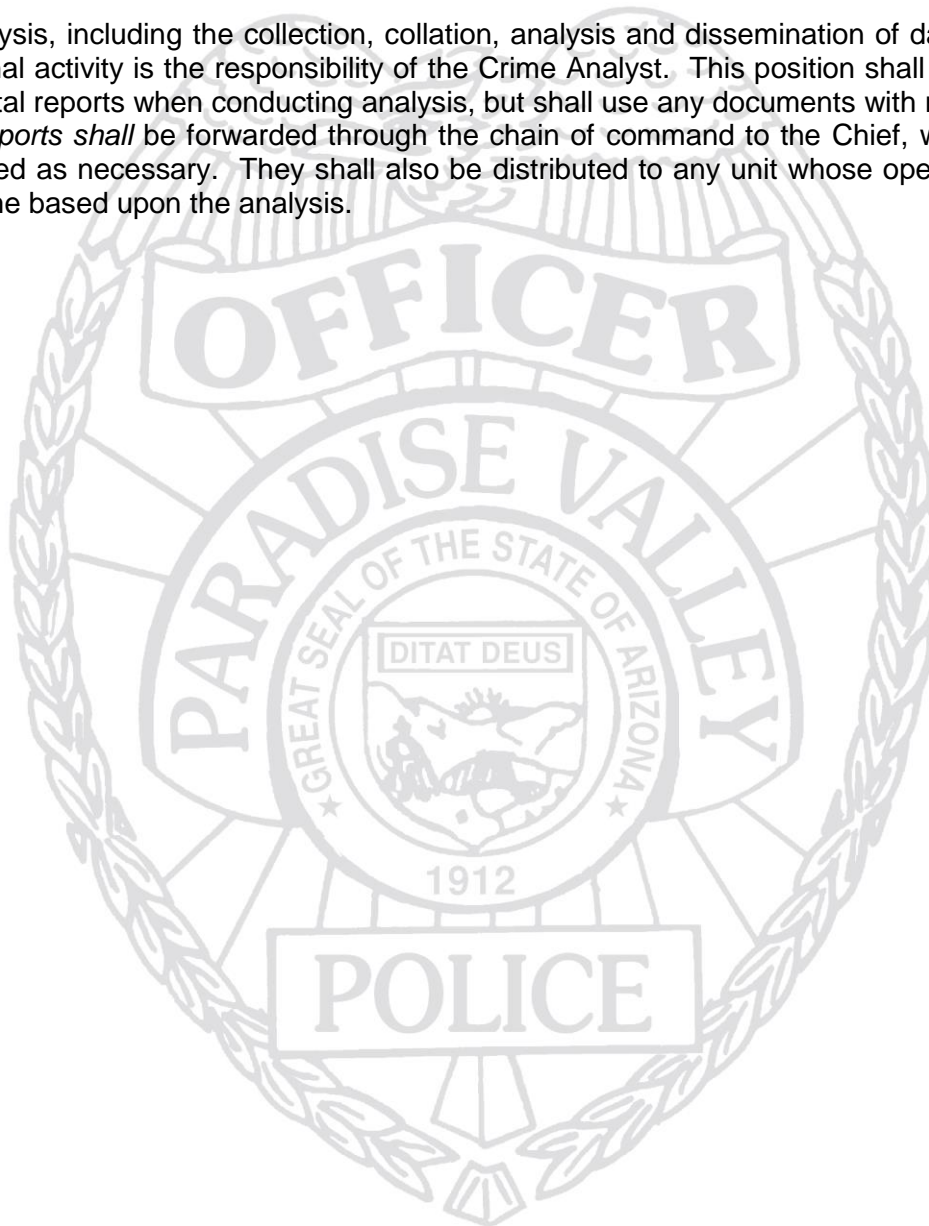 ysis, including the collection, collation, analysis and dissemination of da
nal activity is the responsibility of the Crime Analyst. This position shall
tal reports when conducting analysis, but shall use any documents with
ports shall be forwarded through the chain of command to the Chief, w
ed as necessary. They shall also be distributed to any unit whose ope
ne based upon the analysis.
OFFICER
PARADISE VALLEY
GREAT SEAL OF THE STATE OF ARIZONA
DITAT DEUS
1912
POLICE